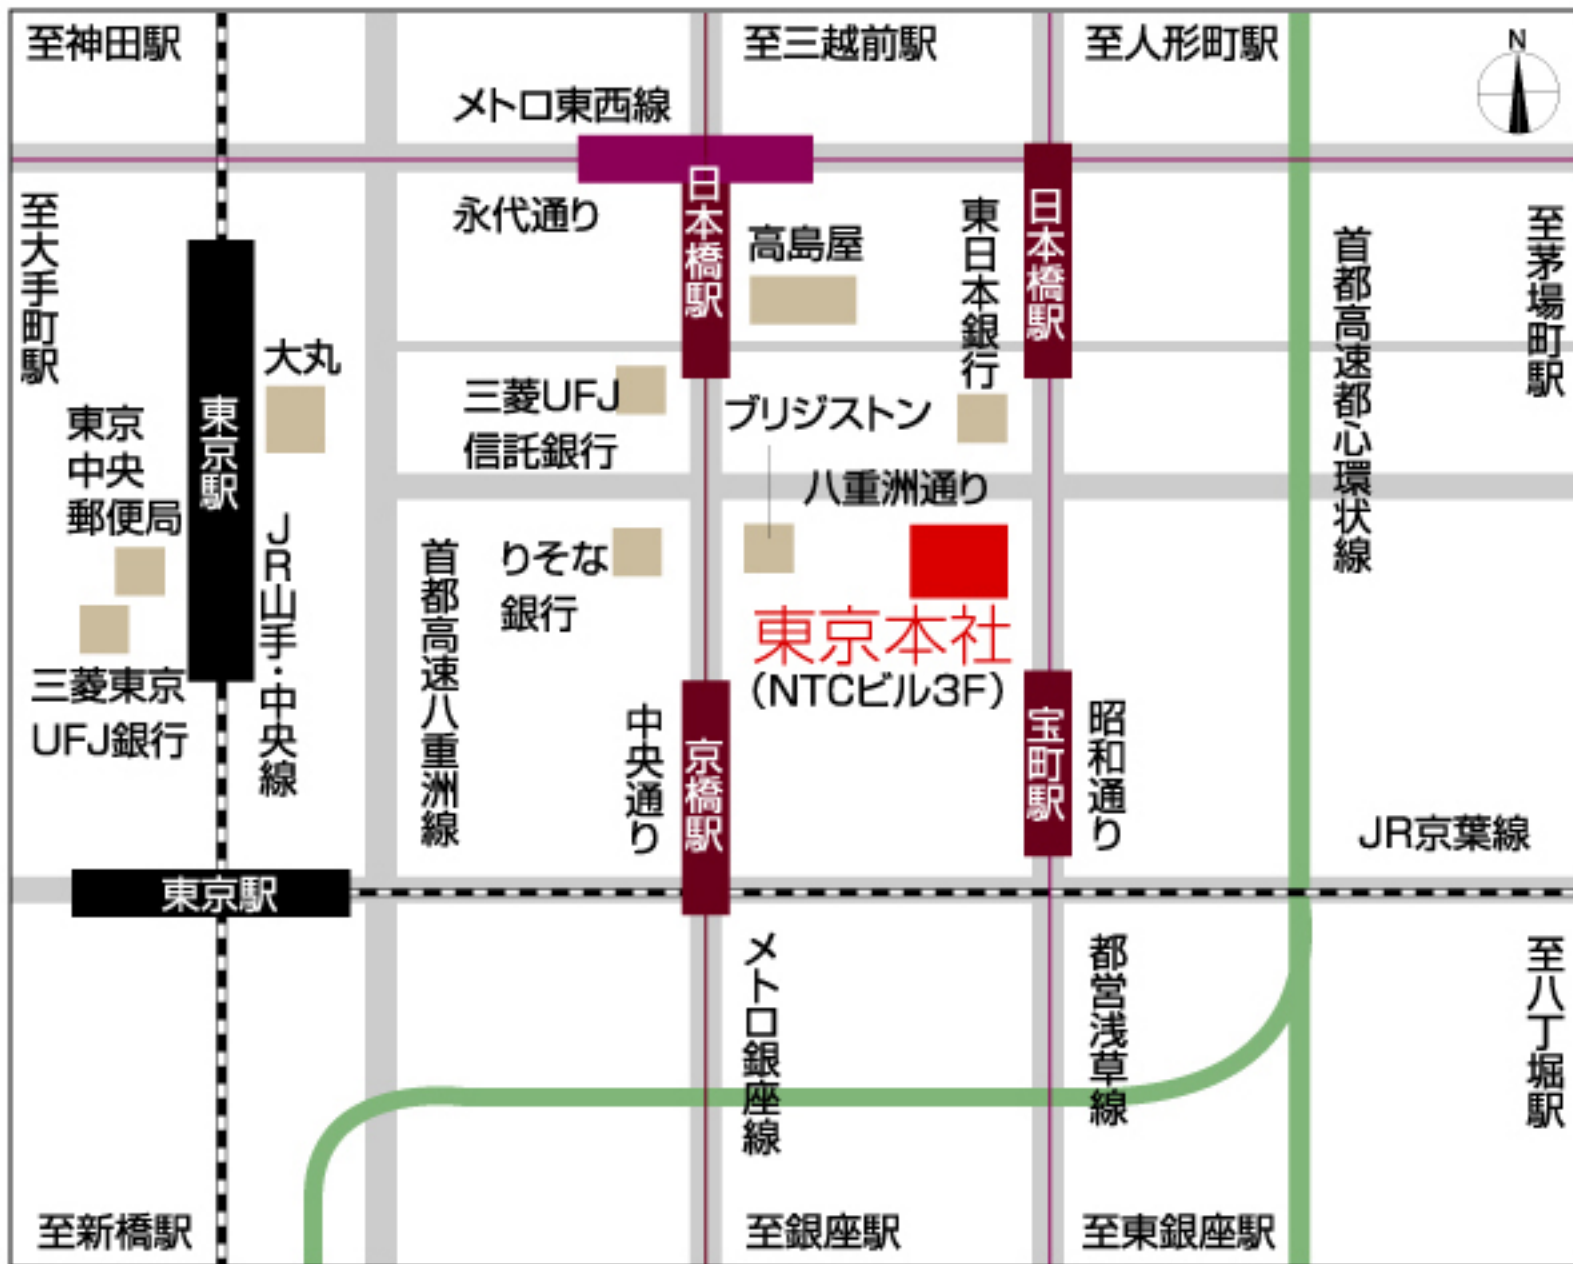 至神田駅
至三越前駅
至人形町駅
N
メトロ東西線
至大手町駅
永代通り
日本橋駅
高島屋
東日本銀行
日本橋駅
首都高速都心環状線
至茅場町駅
大丸
東京
中央
郵便局
東京駅
三菱UFJ
信託銀行
ブリジストン
八重洲通り
JR山手・中央線
首都高速八重洲線
りそな
銀行
東京本社
(NTCビル3F)
三菱東京
UFJ銀行
中央通り
京橋駅
宝町駅
昭和通り
JR京葉線
東京駅
メトロ銀座線
都営浅草線
至八丁堀駅
至新橋駅
至銀座駅
至東銀座駅